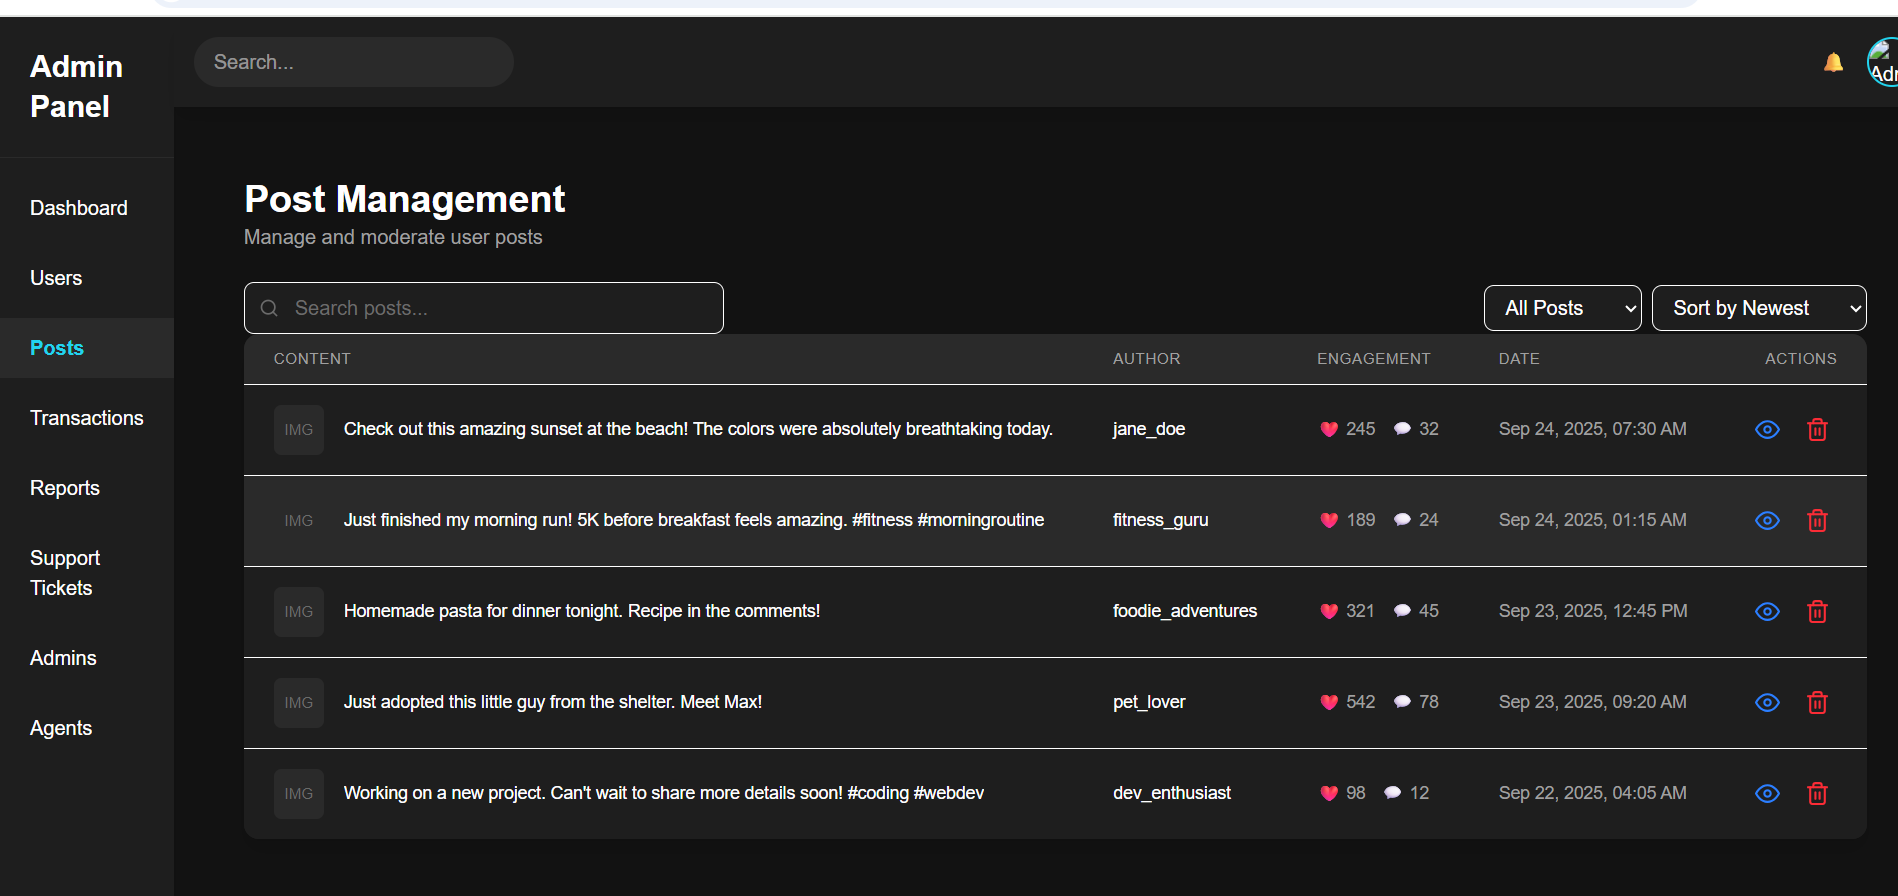 Admin
Panel
Search...
Adr
Dashboard
Users
Posts
Transactions
Reports
Support
Tickets
Admins
Agents
Post Management
Manage and moderate user posts
Search posts...
All Posts
Sort by Newest
CONTENT AUTHOR ENGAGEMENT DATE ACTIONS
IMG Check out this amazing sunset at the beach! The colors were absolutely breathtaking today. jane_doe 245 32 Sep 24, 2025, 07:30 AM
IMG Just finished my morning run! 5K before breakfast feels amazing. #fitness #morningroutine fitness_guru 189 24 Sep 24, 2025, 01:15 AM
IMG Homemade pasta for dinner tonight. Recipe in the comments! foodie_adventures 321 45 Sep 23, 2025, 12:45 PM
IMG Just adopted this little guy from the shelter. Meet Max! pet_lover 542 78 Sep 23, 2025, 09:20 AM
IMG Working on a new project. Can't wait to share more details soon! #coding #webdev dev_enthusiast 98 12 Sep 22, 2025, 04:05 AM